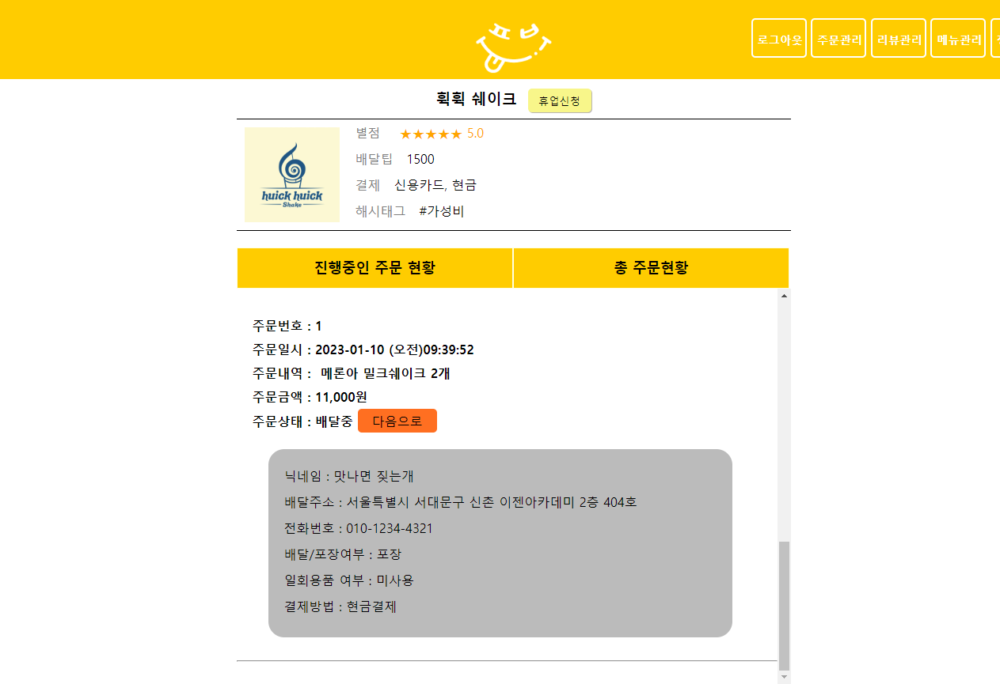 프ㅂ
로그아웃 주문관리 리뷰관리 메뉴관리
휙휙 쉐이크 휴업신청
huick huick
Shake
별점 ★★★★★ 5.0
배달팁 1500
결제 신용카드, 현금
해시태그 #가성비
진행중인 주문 현황 총 주문현황
주문번호 : 1
주문일시 : 2023-01-10 (오전)09:39:52
주문내역 : 메론아 밀크쉐이크 2개
주문금액 : 11,000원
주문상태 : 배달중 다음으로
닉네임 : 맛나면 짖는개
배달주소 : 서울특별시 서대문구 신촌 이젠아카데미 2층 404호
전화번호 : 010-1234-4321
배달/포장여부 : 포장
일회용품 여부 : 미사용
결제방법 : 현금결제